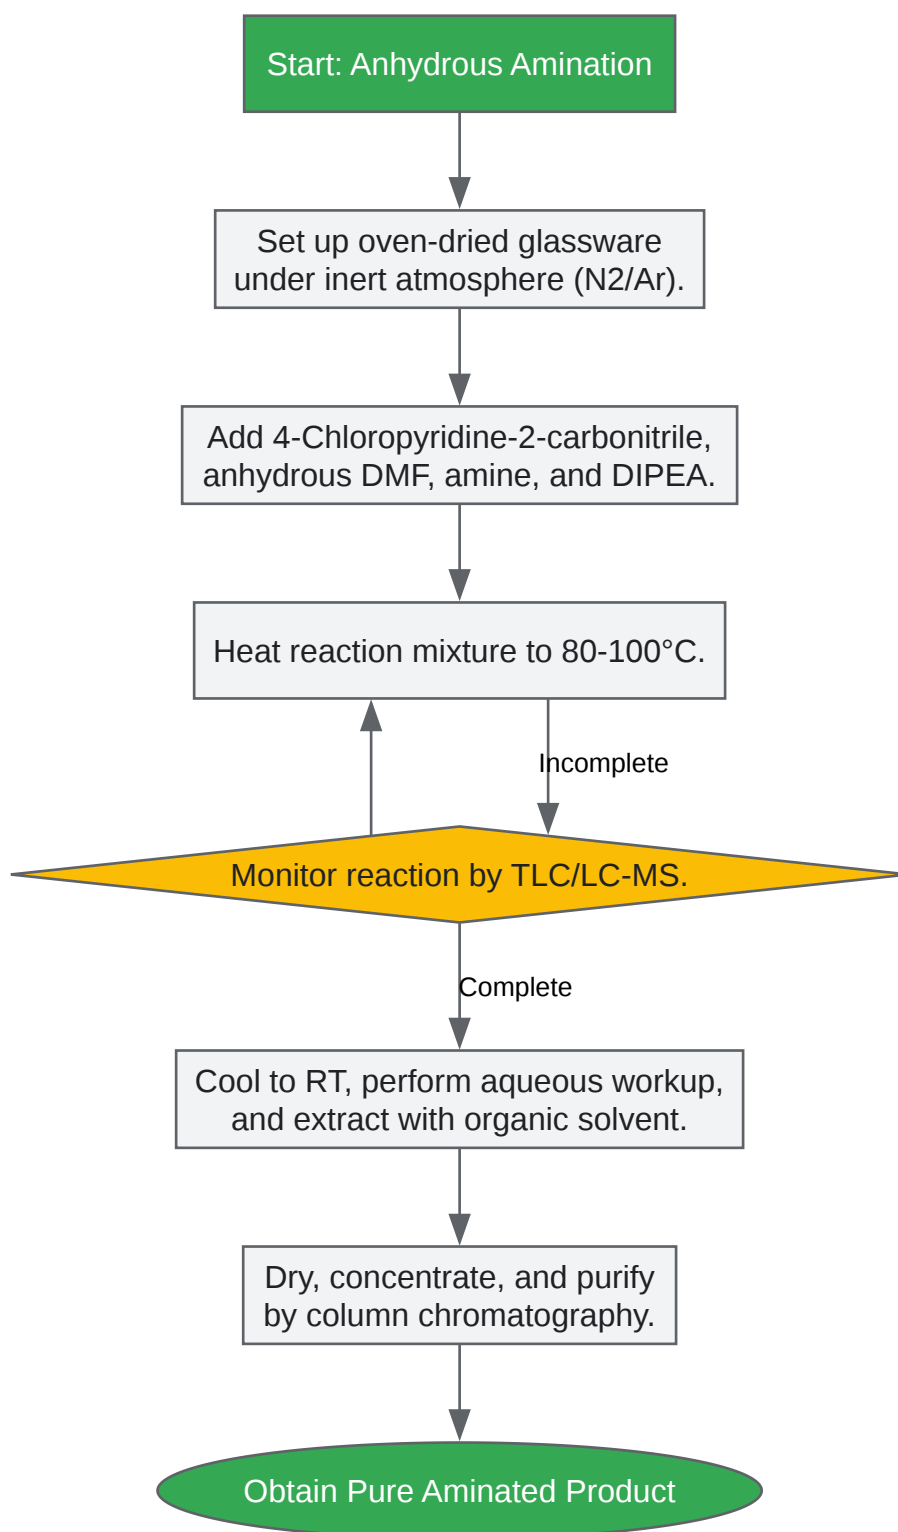 Start: Anhydrous Amination
Set up oven-dried glassware
under inert atmosphere (N2/Ar).
Add 4-Chloropyridine-2-carbonitrile,
anhydrous DMF, amine, and DIPEA.
Heat reaction mixture to 80-100°C.
Incomplete
Monitor reaction by TLC/LC-MS.
Complete
Cool to RT, perform aqueous workup,
and extract with organic solvent.
Dry, concentrate, and purify
by column chromatography.
Obtain Pure Aminated Product